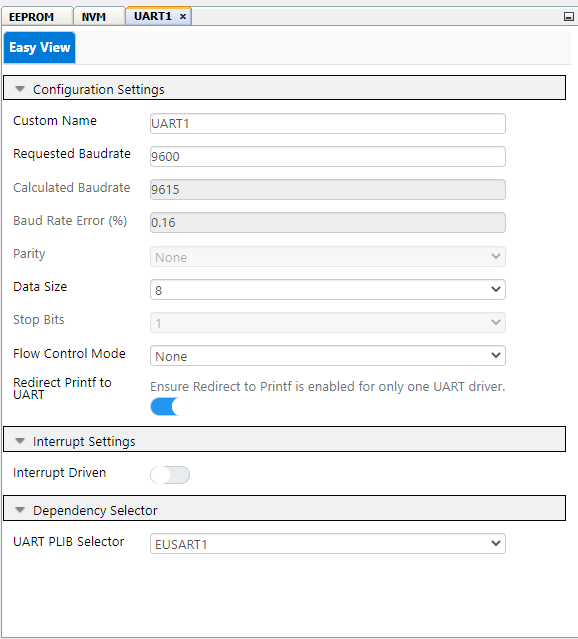 EEPROM NVM UART1 ×
Easy View
Configuration Settings
Custom Name UART1
Requested Baudrate 9600
Calculated Baudrate 9615
Baud Rate Error (%) 0.16
Parity None
Data Size 8
Stop Bits 1
Flow Control Mode None
Redirect Printf to
UART
Ensure Redirect to Printf is enabled for only one UART driver.
Interrupt Settings
Interrupt Driven
Dependency Selector
UART PLIB Selector EUSART1